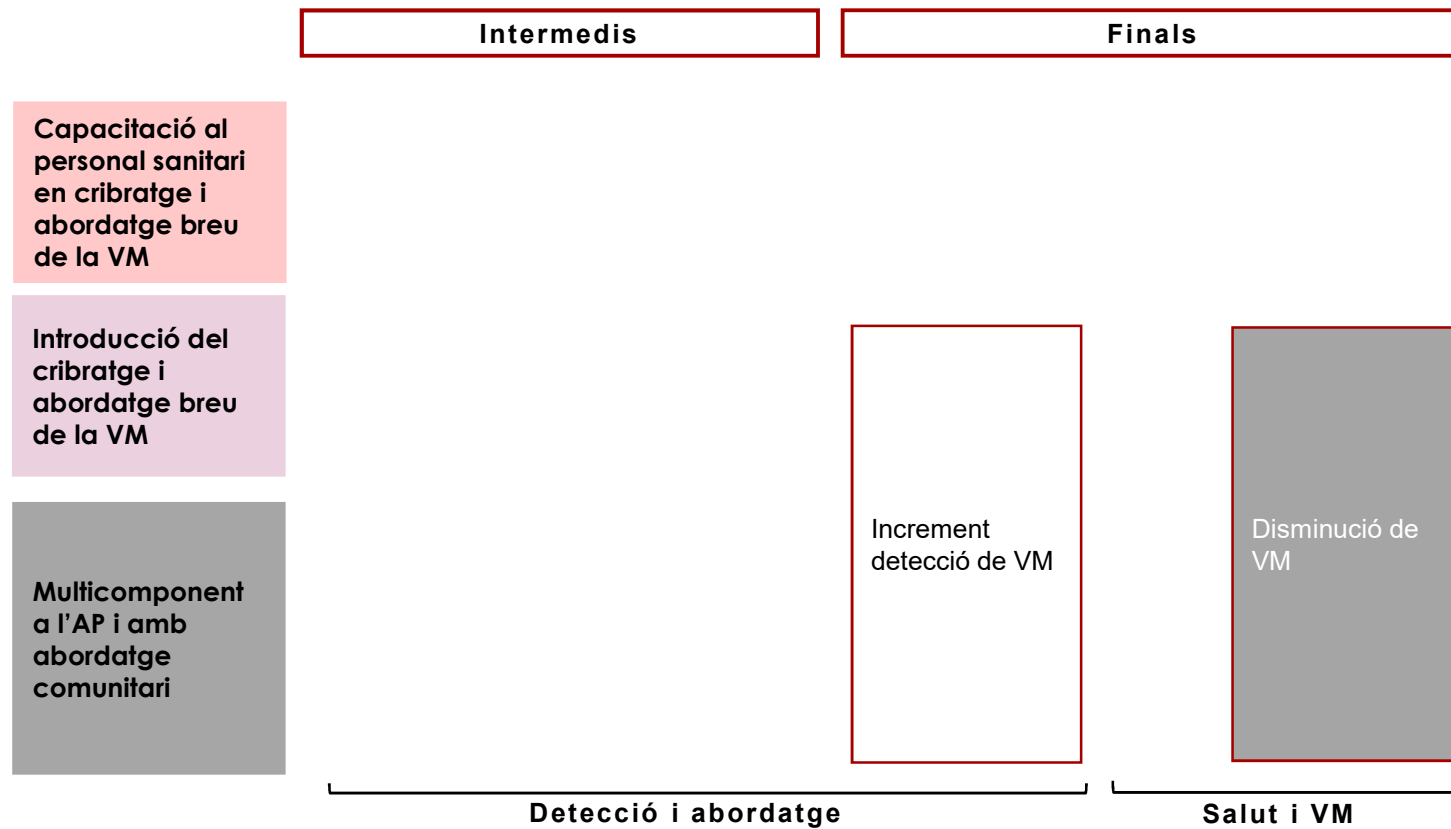 Intermedis
Finals
Capacitació al
personal sanitari
en cribratge i
abordatge breu
de la VM
Introducció del
cribratge i
abordatge breu
de la VM
Multicomponent
a l’AP i amb
abordatge
comunitari
Increment
detecció de VM
Disminució de
VM
Detecció i abordatge
Salut i VM